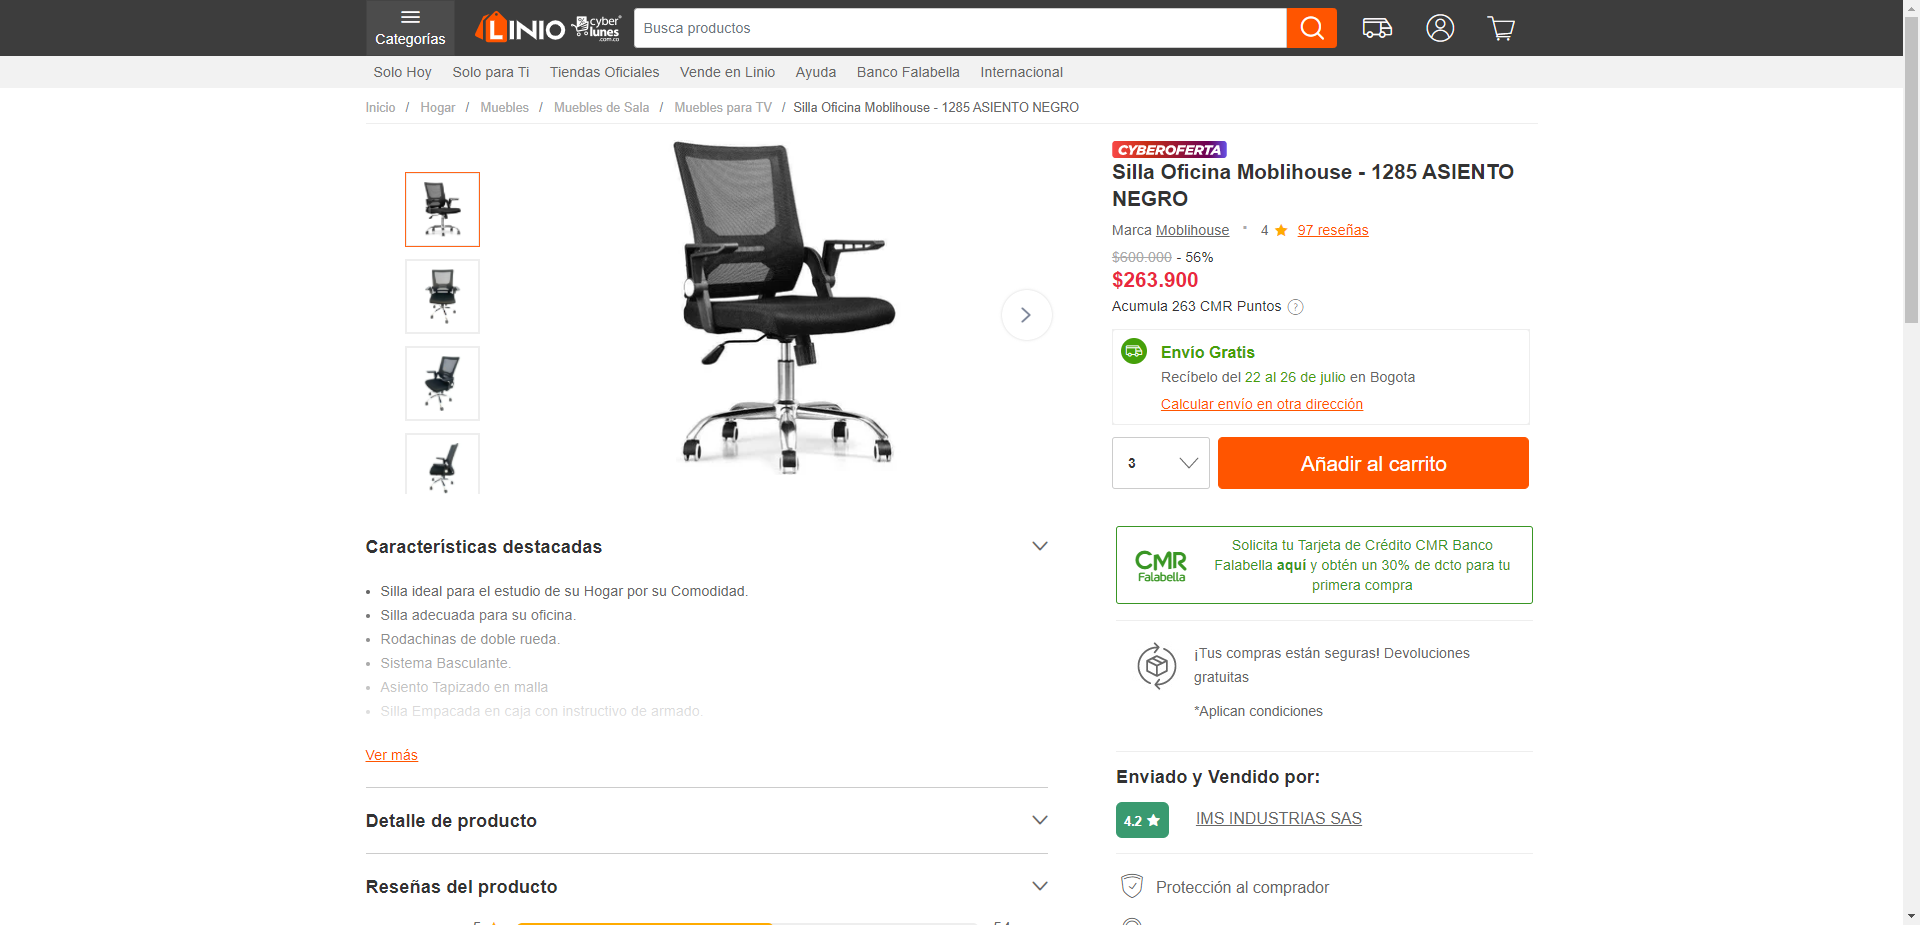 Categorías
LINIO
cyber
lunes
.com.co
Busca productos
Solo Hoy
Solo para Ti
Tiendas Oficiales
Vende en Linio
Ayuda
Banco Falabella
Internacional
Inicio / Hogar / Muebles / Muebles de Sala / Muebles para TV / Silla Oficina Moblihouse - 1285 ASIENTO NEGRO
CYBEROFERTA
Silla Oficina Moblihouse - 1285 ASIENTO
NEGRO
Marca Moblihouse
4
97 reseñas
$600.000 - 56%
$263.900
Acumula 263 CMR Puntos ?
Envío Gratis
Recíbelo del 22 al 26 de julio en Bogota
Calcular envío en otra dirección
3
Añadir al carrito
Características destacadas
• Silla ideal para el estudio de su Hogar por su Comodidad.
• Silla adecuada para su oficina.
• Rodachinas de doble rueda.
• Sistema Basculante.
• Asiento Tapizado en malla
• Silla Empacada en caja con instructivo de armado.
Ver más
Detalle de producto
Reseñas del producto
CMR
Falabella
Solicita tu Tarjeta de Crédito CMR Banco
Falabella aquí y obtén un 30% de dcto para tu
primera compra
¡Tus compras están seguras! Devoluciones
gratuitas
*Aplican condiciones
Enviado y Vendido por:
4.2
IMS INDUSTRIAS SAS
Protección al comprador